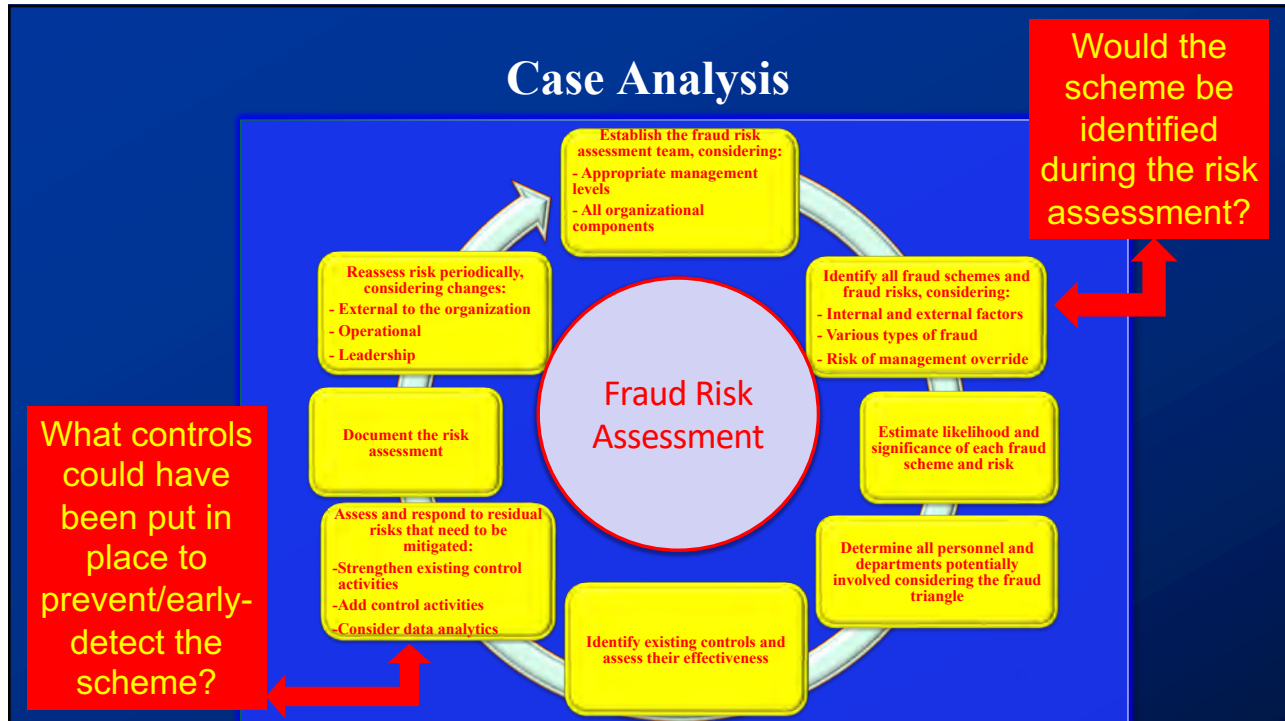 Case Analysis
Would the
scheme be
identified
during the risk
assessment?
Establish the fraud risk
assessment team, considering:
- Appropriate management
levels
- All organizational
components
Identify all fraud schemes and
fraud risks, considering:
- Internal and external factors
- Various types of fraud
- Risk of management override
Estimate likelihood and
significance of each fraud
scheme and risk
Determine all personnel and
departments potentially
involved considering the fraud
triangle
Identify existing controls and
assess their effectiveness
Assess and respond to residual
risks that need to be
mitigated:
-Strengthen existing control
activities
-Add control activities
-Consider data analytics
Document the risk
assessment
Reassess risk periodically,
considering changes:
- External to the organization
- Operational
- Leadership
Fraud Risk
Assessment
What controls
could have
been put in
place to
prevent/early-
detect the
scheme?